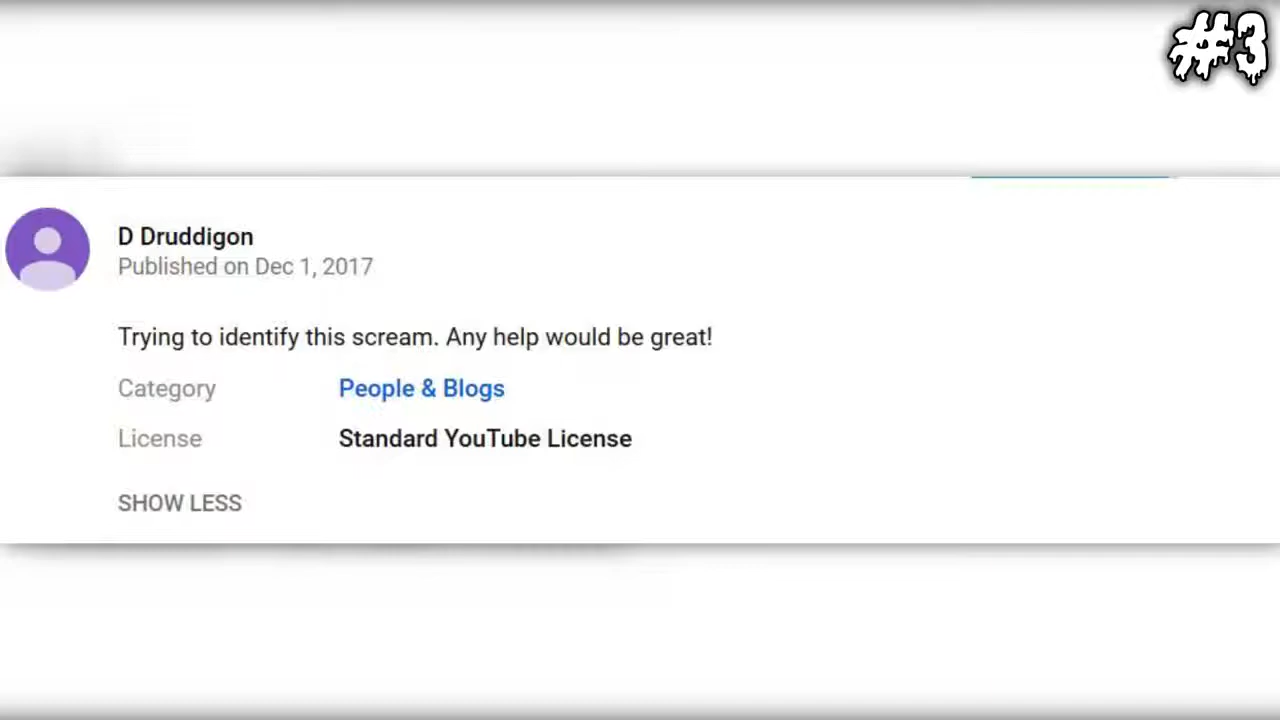 #3
D Druddigon
Published on Dec 1, 2017
Trying to identify this scream. Any help would be great!
Category People & Blogs
License Standard YouTube License
SHOW LESS